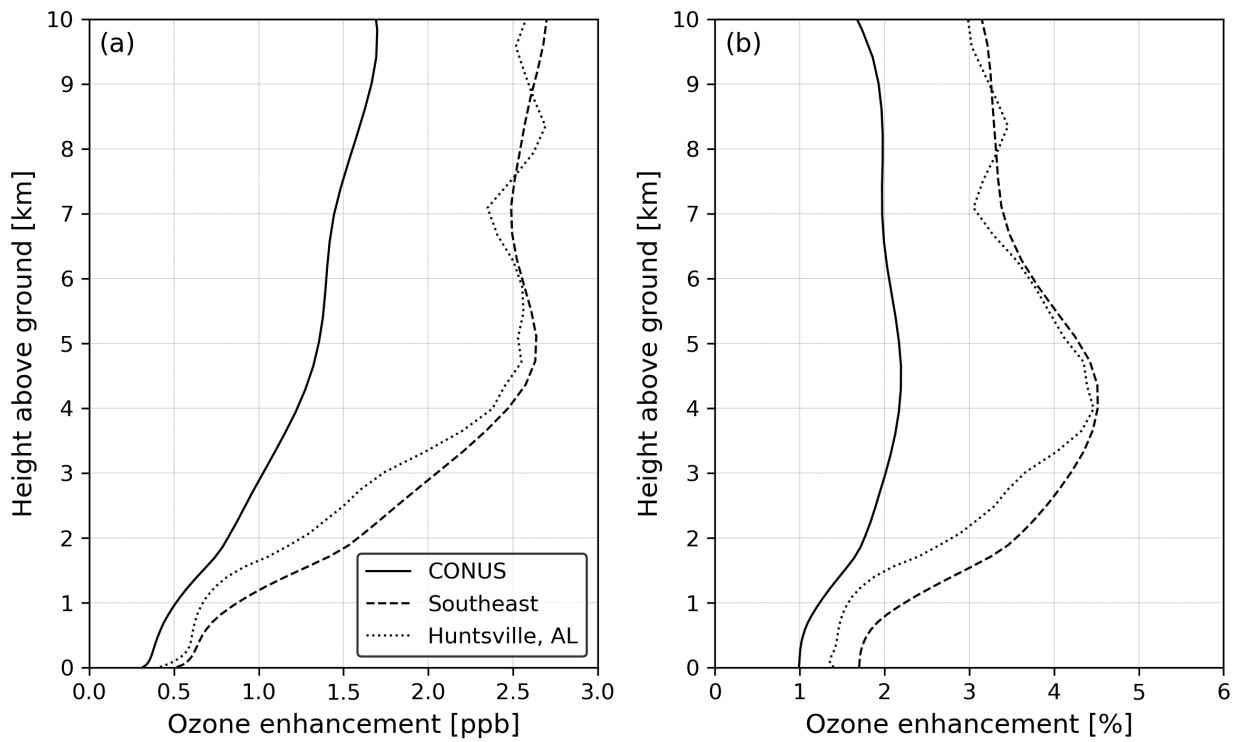 (a)
10
9
8
7
6
5
4
3
2
1
0
Height above ground [km]
CONUS
Southeast
Huntsville, AL
0.0 0.5 1.0 1.5 2.0 2.5 3.0
Ozone enhancement [ppb]
(b)
10
9
8
7
6
5
4
3
2
1
0
Height above ground [km]
0 1 2 3 4 5 6
Ozone enhancement [%]